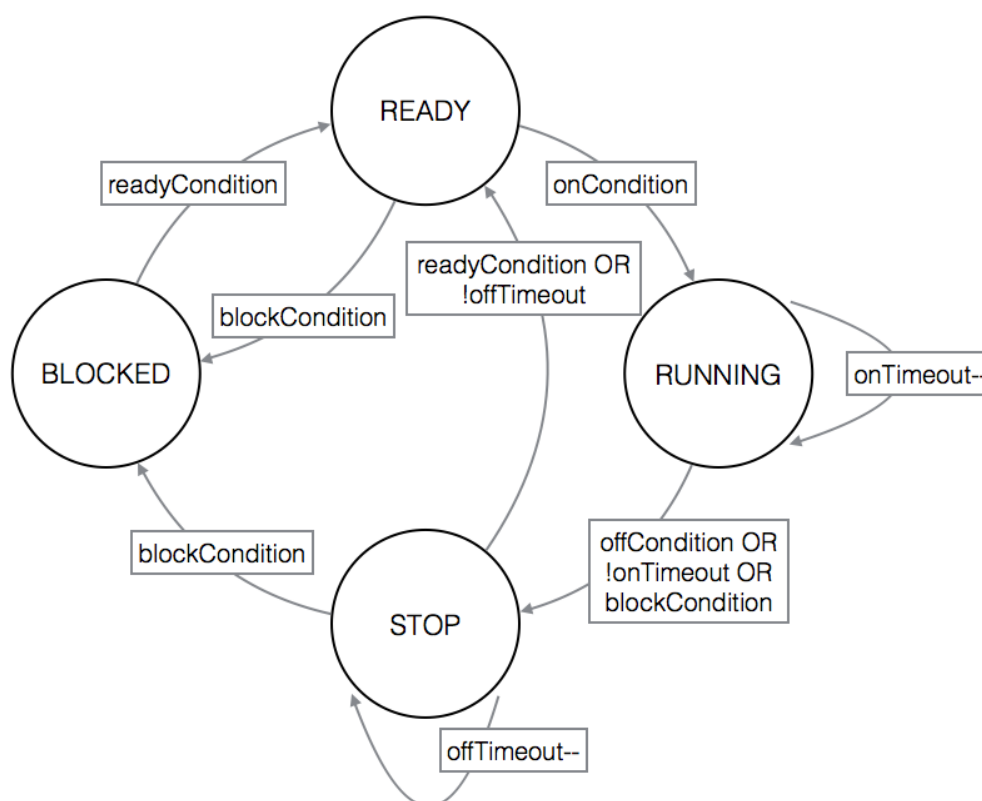 READY
readyCondition
onCondition
readyCondition OR
!offTimeout
blockCondition
BLOCKED
RUNNING
onTimeout--
offCondition OR
!onTimeout OR
blockCondition
blockCondition
STOP
offTimeout--